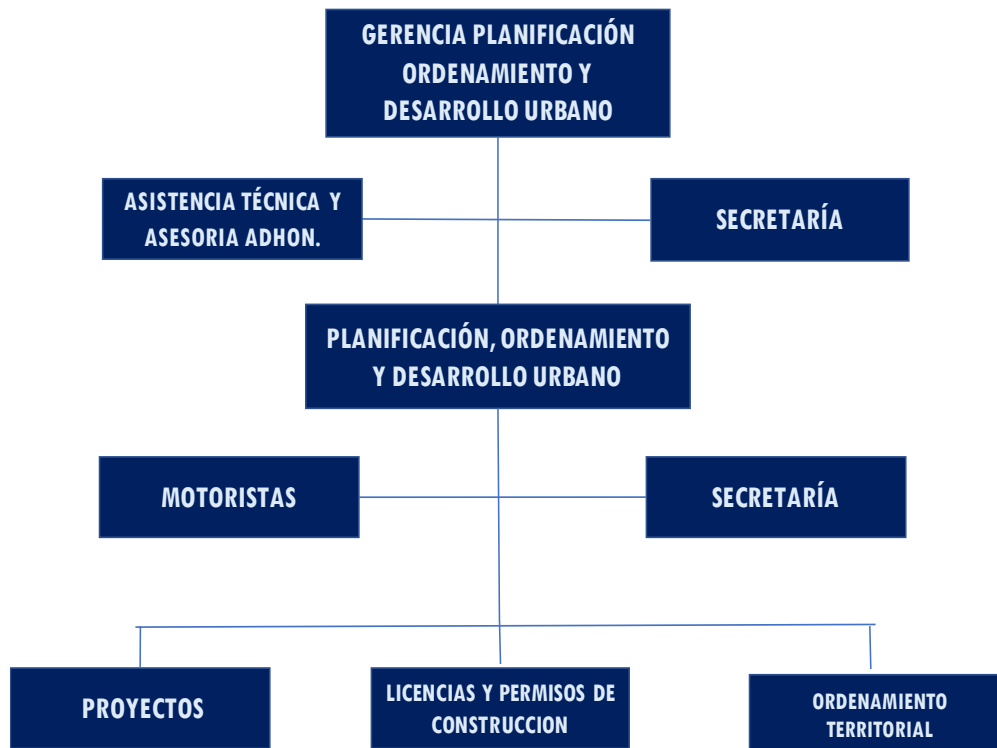 GERENCIA PLANIFICACIÓN
ORDENAMIENTO Y
DESARROLLO URBANO
ASISTENCIA TÉCNICA Y
ASESORIA ADHON.
SECRETARÍA
PLANIFICACIÓN, ORDENAMIENTO
Y DESARROLLO URBANO
MOTORISTAS
SECRETARÍA
PROYECTOS
LICENCIAS Y PERMISOS DE
CONSTRUCCION
ORDENAMIENTO
TERRITORIAL